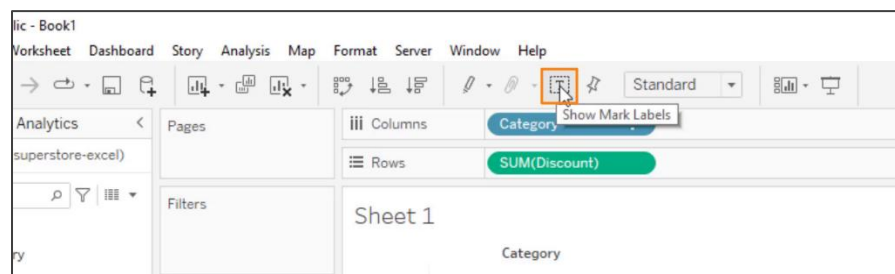 lic - Book1
Worksheet Dashboard Story Analysis Map Format Server Window Help
Standard
Show Mark Labels
Analytics
Pages
Columns
Category
superstore-excel)
Rows
SUM(Discount)
Filters
Sheet 1
Category
ry